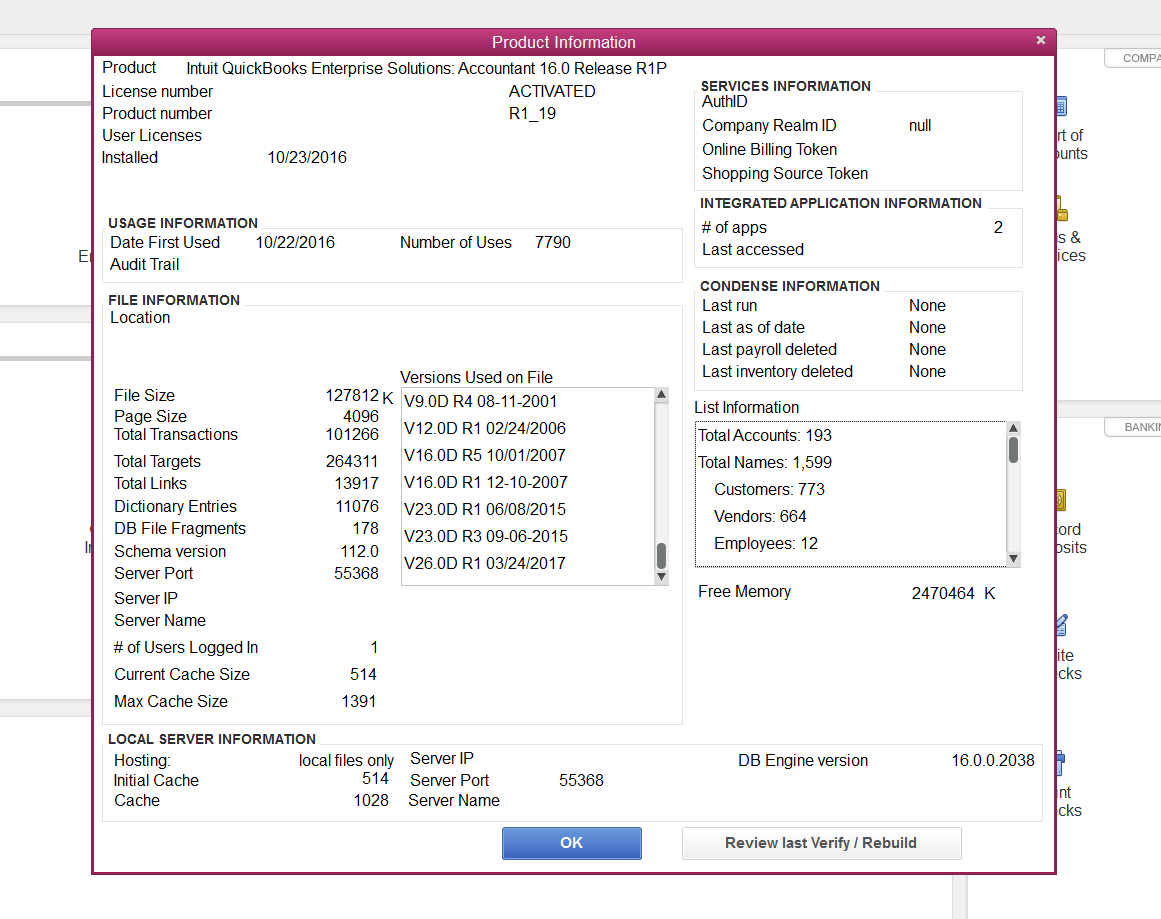 Product Information
Product Intuit QuickBooks Enterprise Solutions: Accountant 16.0 Release R1P
License number ACTIVATED
Product number R1_19
User Licenses
Installed 10/23/2016
USAGE INFORMATION
Date First Used 10/22/2016 Number of Uses 7790
Audit Trail
FILE INFORMATION
Location
File Size 127812 K
Page Size 4096
Total Transactions 101266
Total Targets 264311
Total Links 13917
Dictionary Entries 11076
DB File Fragments 178
Schema version 112.0
Server Port 55368
Server IP
Server Name
# of Users Logged In 1
Current Cache Size 514
Max Cache Size 1391
Versions Used on File
V9.0D R4 08-11-2001
V12.0D R1 02/24/2006
V16.0D R5 10/01/2007
V16.0D R1 12-10-2007
V23.0D R1 06/08/2015
V23.0D R3 09-06-2015
V26.0D R1 03/24/2017
SERVICES INFORMATION
AuthID
Company Realm ID null
Online Billing Token
Shopping Source Token
INTEGRATED APPLICATION INFORMATION
# of apps 2
Last accessed
CONDENSE INFORMATION
Last run None
Last as of date None
Last payroll deleted None
Last inventory deleted None
List Information
Total Accounts: 193
Total Names: 1,599
Customers: 773
Vendors: 664
Employees: 12
Free Memory 2470464 K
LOCAL SERVER INFORMATION
Hosting: local files only Server IP DB Engine version 16.0.0.2038
Initial Cache 514 Server Port 55368
Cache 1028 Server Name
OK Review last Verify / Rebuild
COMPA
rt of
unts
s &
ices
BANKIN
ord
osits
ite
cks
int
cks